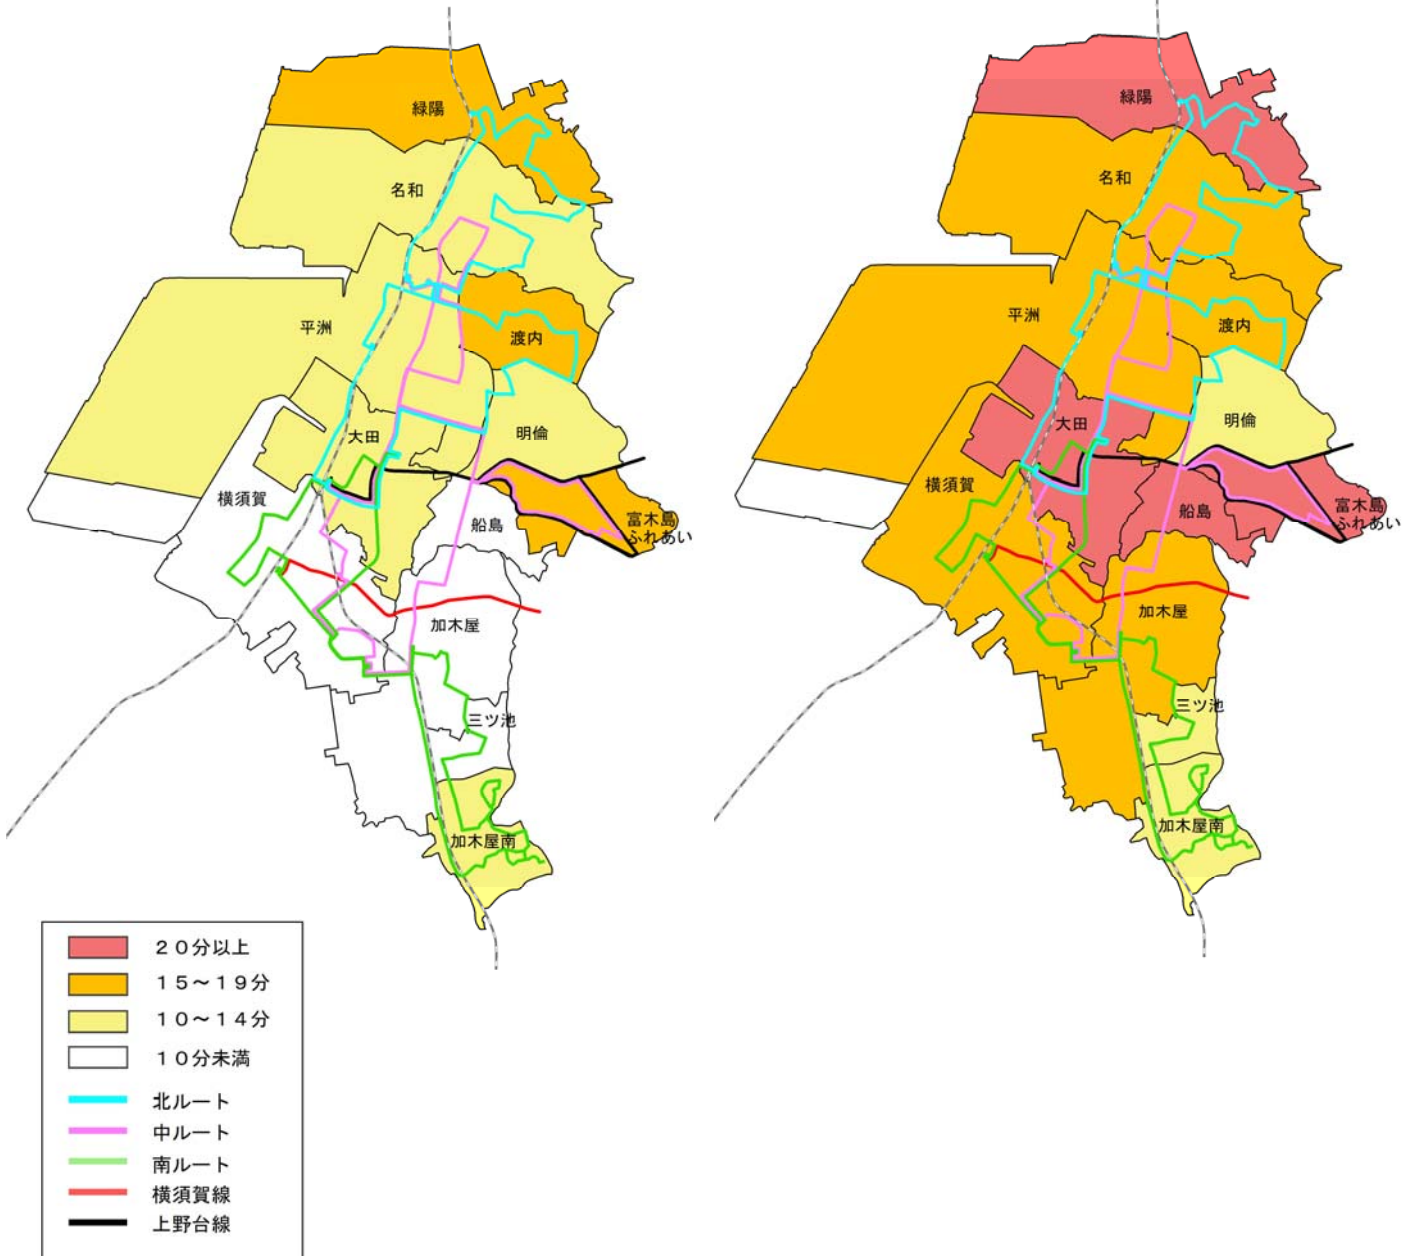 緑陽
名和
平洲
渡内
大田
明倫
横須賀
船島
富木島
ふれあい
加木屋
三ツ池
加木屋南
緑陽
名和
平洲
渡内
大田
明倫
横須賀
船島
富木島
ふれあい
加木屋
三ツ池
加木屋南
２０分以上
１５～１９分
１０～１４分
１０分未満
北ルート
中ルート
南ルート
横須賀線
上野台線